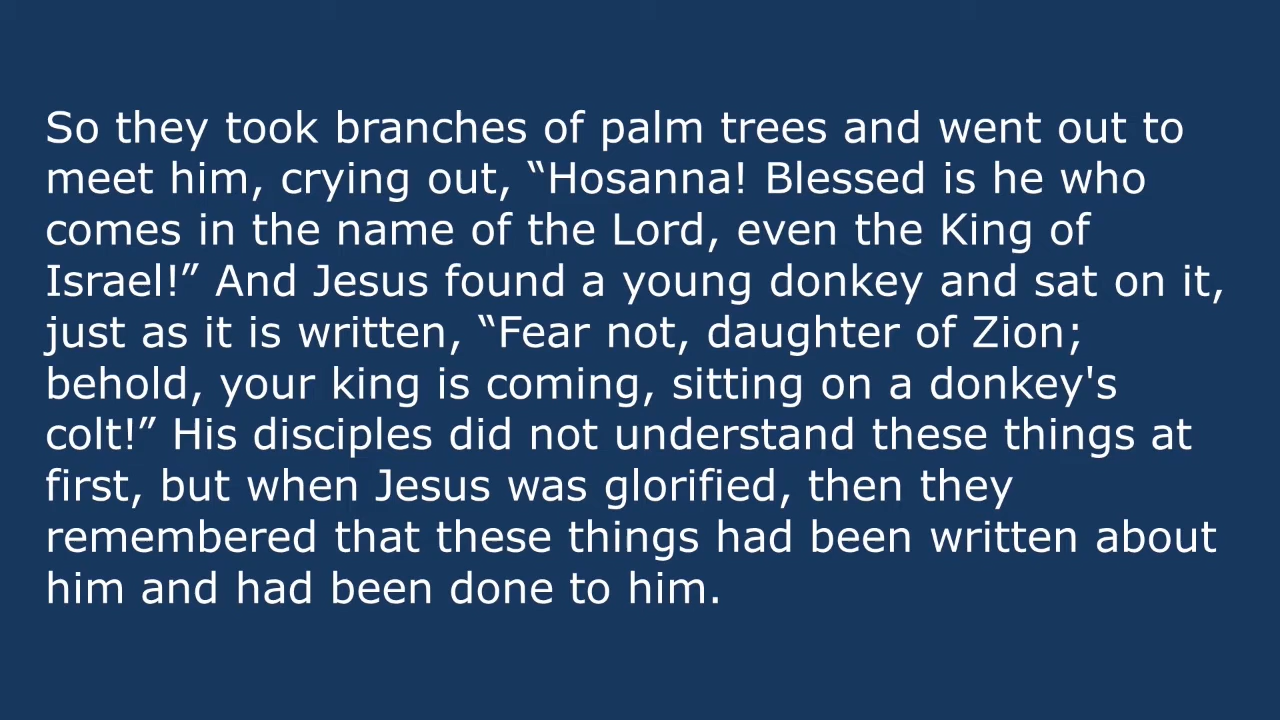 So they took branches of palm trees and went out to
meet him, crying out, “Hosanna! Blessed is he who
comes in the name of the Lord, even the King of
Israel!” And Jesus found a young donkey and sat on it,
just as it is written, “Fear not, daughter of Zion;
behold, your king is coming, sitting on a donkey's
colt!” His disciples did not understand these things at
first, but when Jesus was glorified, then they
remembered that these things had been written about
him and had been done to him.